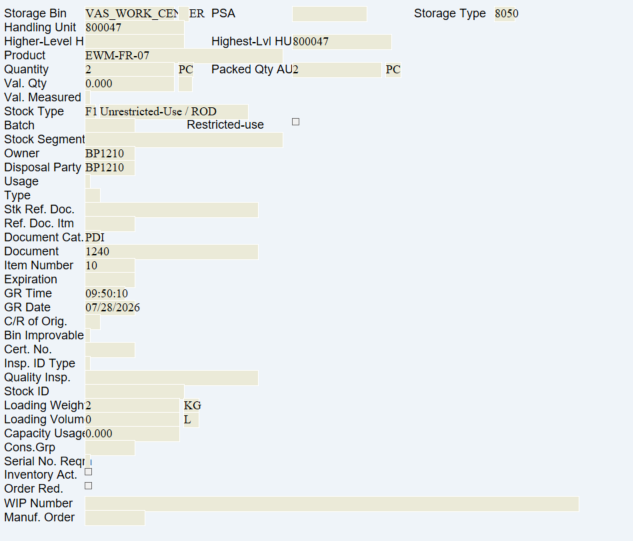 Storage Bin VAS_WORK_CENTER PSA Storage Type 8050
Handling Unit 800047
Higher-Level H Highest-Lvl HU 800047
Product EWM-FR-07
Quantity 2 PC Packed Qty AU 2 PC
Val. Qty 0.000
Val. Measured
Stock Type F1 Unrestricted-Use / ROD
Batch Restricted-use
Stock Segment
Owner BP1210
Disposal Party BP1210
Usage
Type
Stk Ref. Doc.
Ref. Doc. Itm
Document Cat. PDI
Document 1240
Item Number 10
Expiration
GR Time 09:50:10
GR Date 07/28/2026
C/R of Orig.
Bin Improvable
Cert. No.
Insp. ID Type
Quality Insp.
Stock ID
Loading Weigh 2 KG
Loading Volum 0 L
Capacity Usage 0.000
Cons.Grp
Serial No. Reqr
Inventory Act.
Order Red.
WIP Number
Manuf. Order